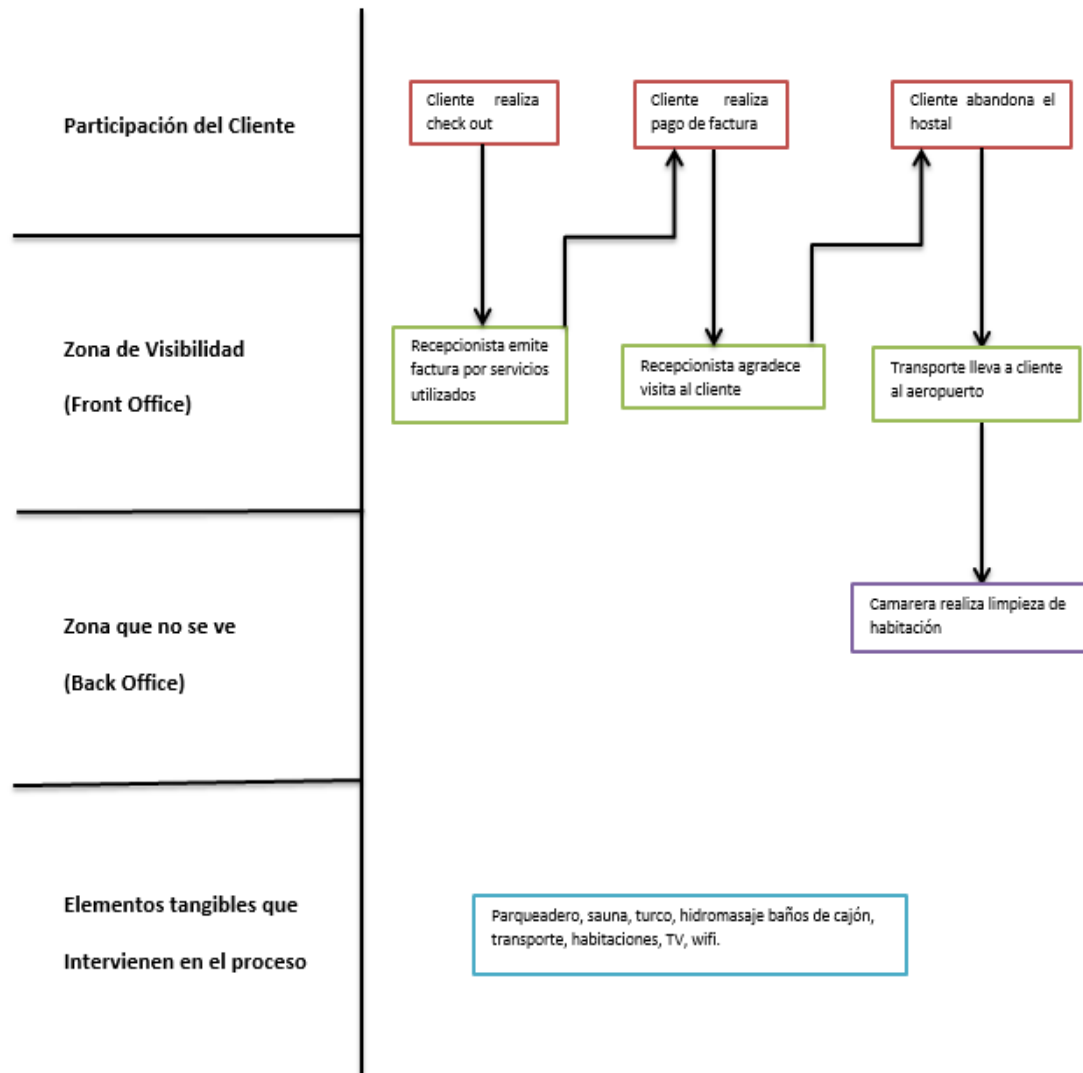 Participación del Cliente
Cliente realiza
check out
Cliente realiza
pago de factura
Cliente abandona el
hostal
Zona de Visibilidad
(Front Office)
Recepcionista emite
factura por servicios
utilizados
Recepcionista agradece
visita al cliente
Transporte lleva a cliente
al aeropuerto
Zona que no se ve
(Back Office)
Camarera realiza limpieza de
habitación
Elementos tangibles que
Intervienen en el proceso
Parqueadero, sauna, turco, hidromasaje baños de cajón,
transporte, habitaciones, TV, wifi.